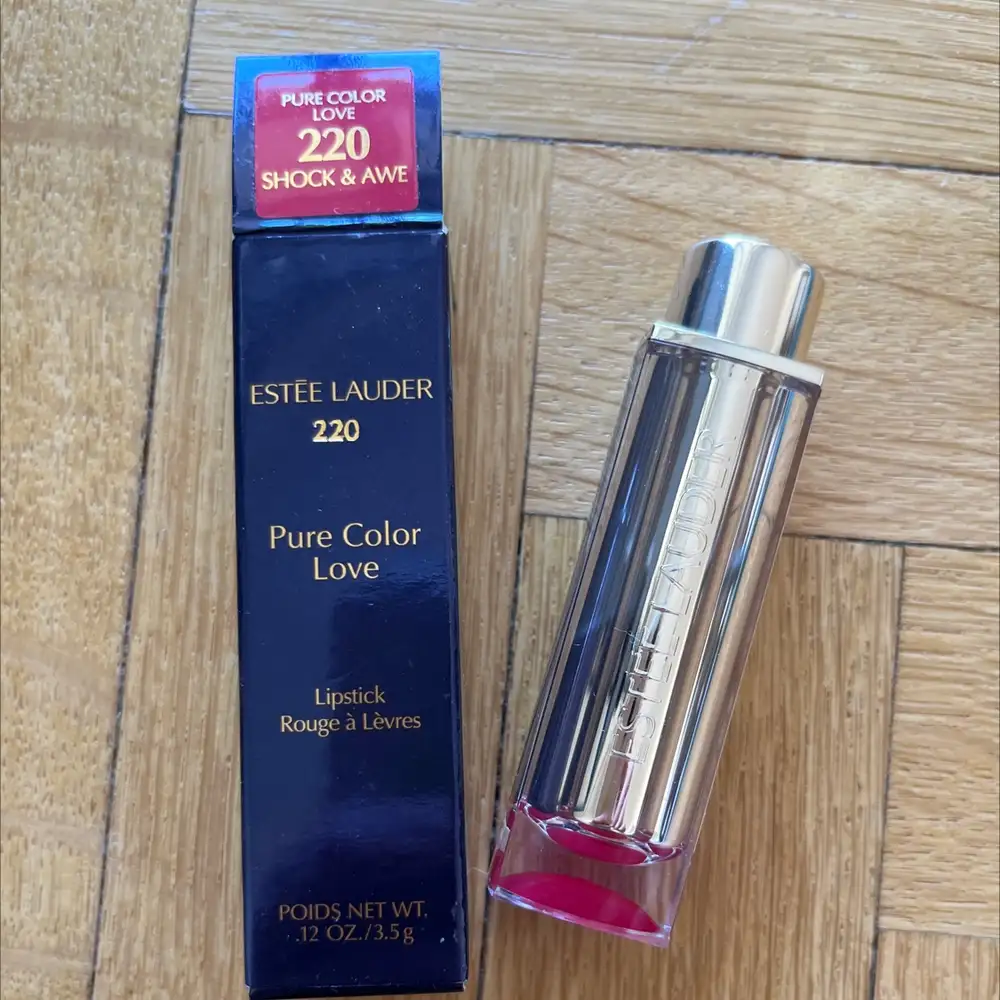 PURE COLOR
LOVE
220
SHOCK & AWE
ESTĒE LAUDER
220
Pure Color
Love
Lipstick
Rouge à Lèvres
POIDS NET WT.
.12 OZ./3.5g
ESTĒE LAUDER